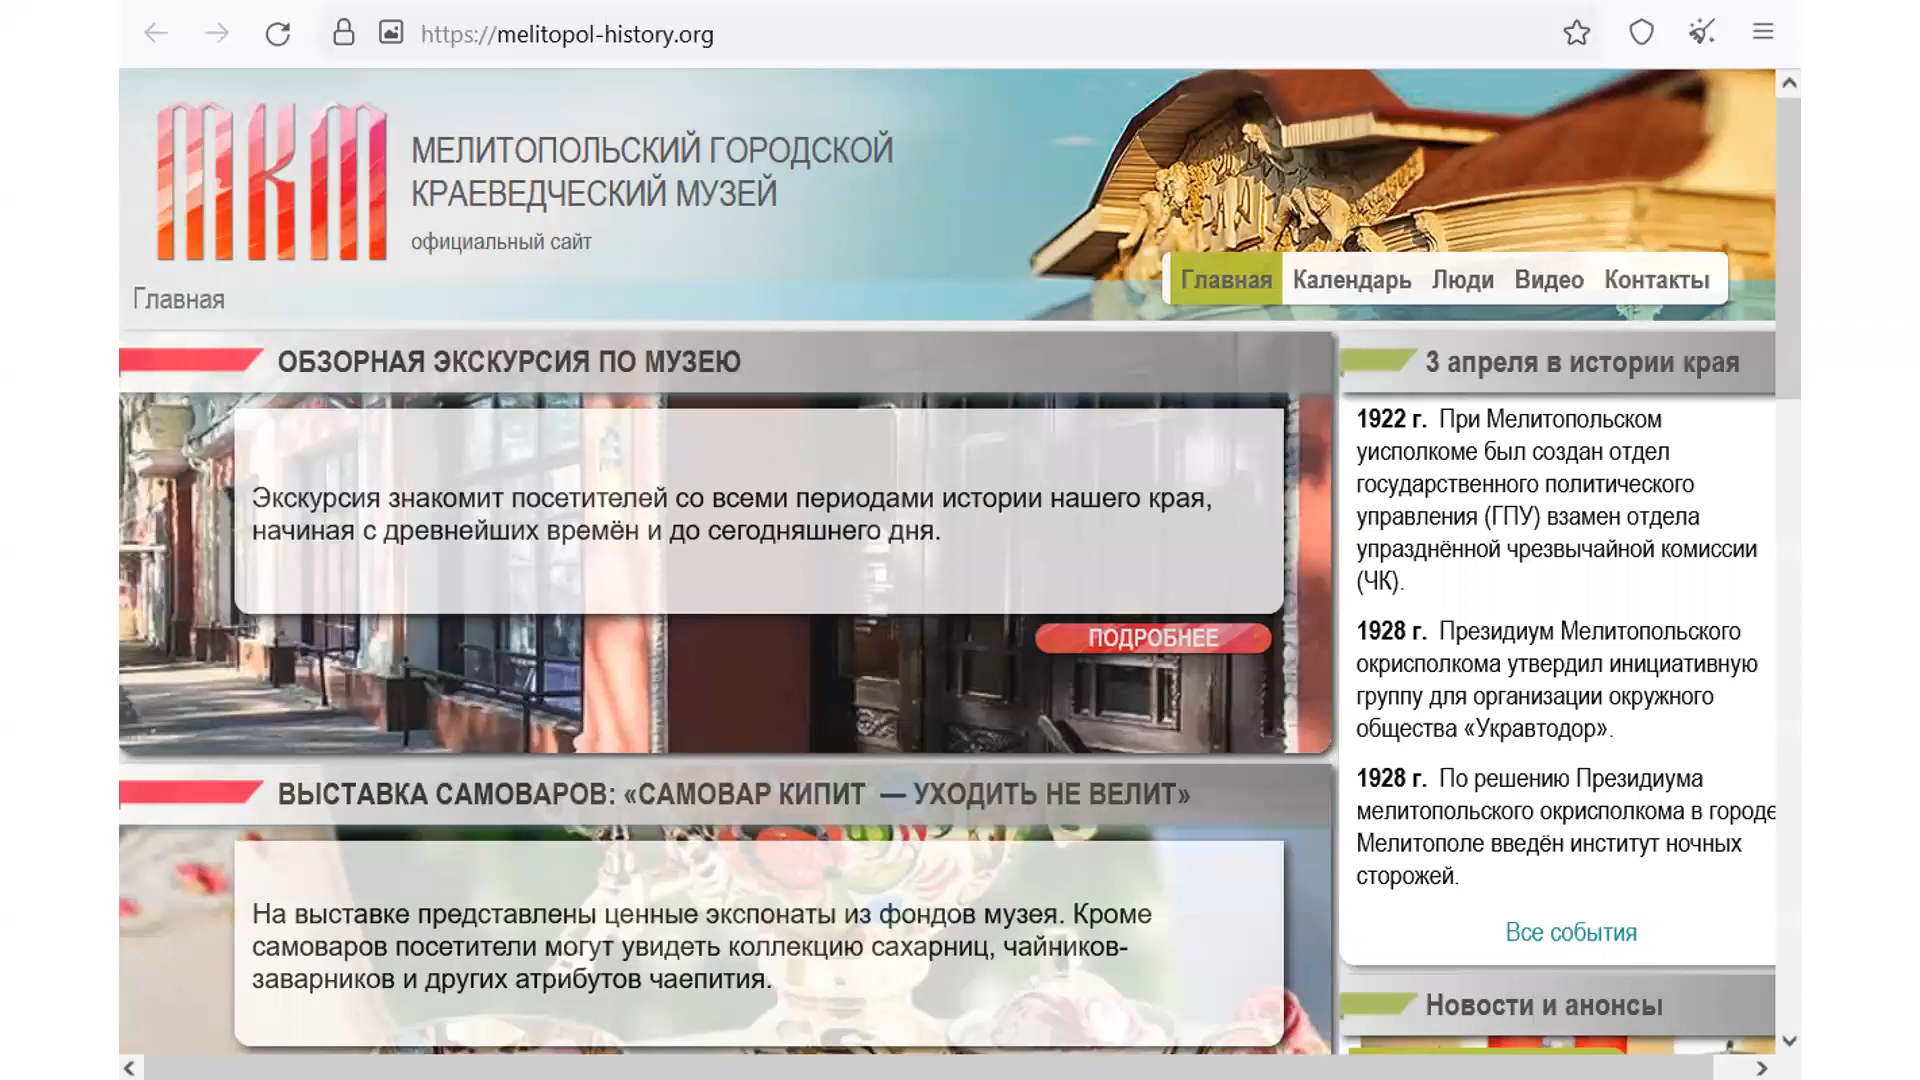 https://melitopol-history.org
МКМ
МЕЛИТОПОЛЬСКИЙ ГОРОДСКОЙ
КРАЕВЕДЧЕСКИЙ МУЗЕЙ
официальный сайт
Главная
Главная Календарь Люди Видео Контакты
ОБЗОРНАЯ ЭКСКУРСИЯ ПО МУЗЕЮ
Экскурсия знакомит посетителей со всеми периодами истории нашего края,
начиная с древнейших времён и до сегодняшнего дня.
ПОДРОБНЕЕ
ВЫСТАВКА САМОВАРОВ: «САМОВАР КИПИТ — УХОДИТЬ НЕ ВЕЛИТ»
На выставке представлены ценные экспонаты из фондов музея. Кроме
самоваров посетители могут увидеть коллекцию сахарниц, чайников-
заварников и других атрибутов чаепития.
3 апреля в истории края
1922 г. При Мелитопольском
уисполкоме был создан отдел
государственного политического
управления (ГПУ) взамен отдела
упразднённой чрезвычайной комиссии
(ЧК).
1928 г. Президиум Мелитопольского
окрисполкома утвердил инициативную
группу для организации окружного
общества «Укравтодор».
1928 г. По решению Президиума
мелитопольского окрисполкома в городе
Мелитополе введён институт ночных
сторожей.
Все события
Новости и анонсы